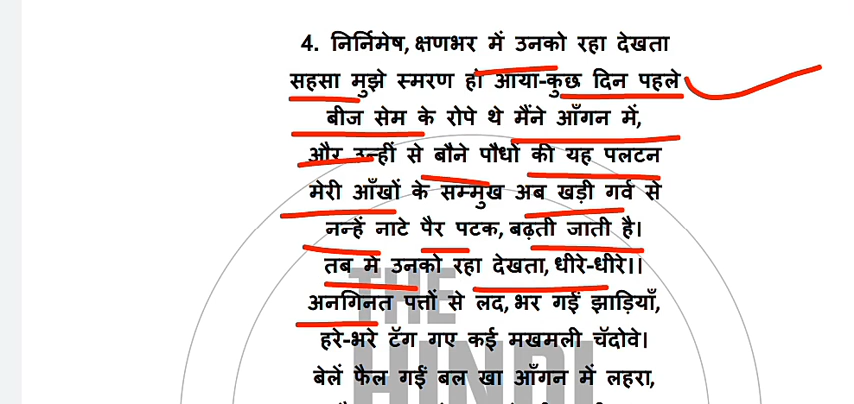 4. निर्निमेष, क्षणभर में उनको रहा देखता
सहसा मुझे स्मरण हो आया-कुछ दिन पहले
बीज सेम के रोपे थे मैंने आँगन में,
और उन्हीं से बौने पौधों की यह पलटन
मेरी आँखों के सम्मुख अब खड़ी गर्व से
नन्हें नाटे पैर पटक, बढ़ती जाती है।
तब मे उनको रहा देखता, धीरे-धीरे।।
अनगिनत पत्तों से लद, भर गईं झाड़ियाँ,
हरे-भरे टँग गए कई मखमली चँदोवे।
बेलें फैल गईं बल खा आँगन में लहरा,
THE
HINDI